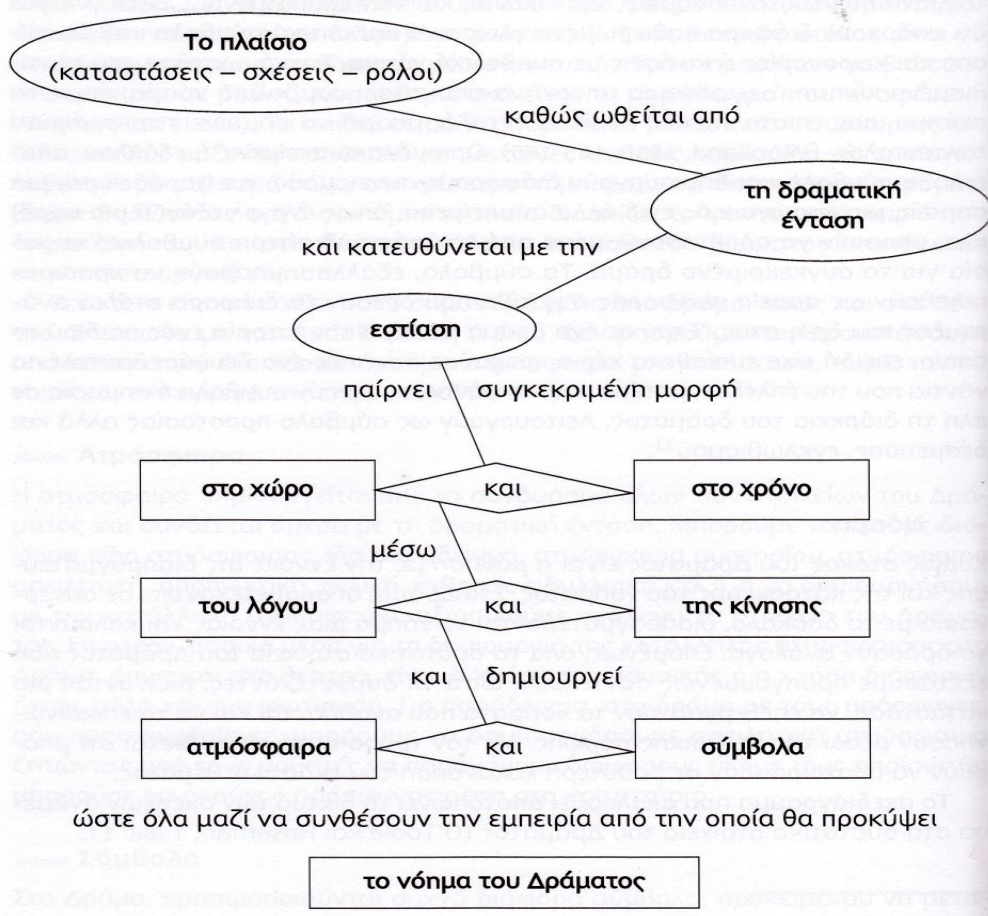 Το πλαίσιο
(καταστάσεις – σχέσεις – ρόλοι)
καθώς ωθείται από
τη δραματική
ένταση
και κατευθύνεται με την
εστίαση
παίρνει συγκεκριμένη μορφή
στο χώρο και στο χρόνο
μέσω
του λόγου και της κίνησης
και δημιουργεί
ατμόσφαιρα και σύμβολα
ώστε όλα μαζί να συνθέσουν την εμπειρία από την οποία θα προκύψει
το νόημα του Δράματος